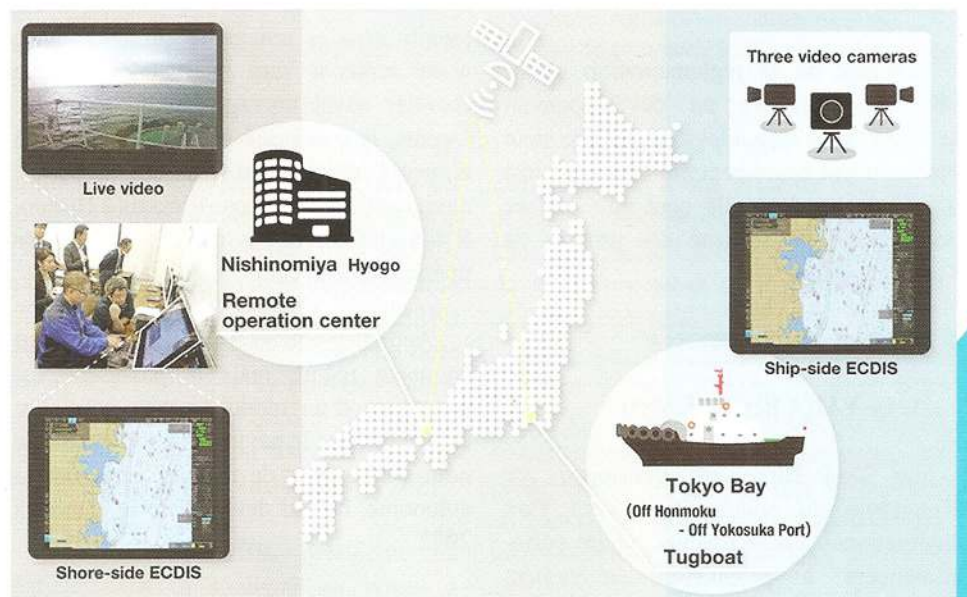 Live video
Nishinomiya Hyogo
Remote
operation center
Shore-side ECDIS
Three video cameras
Ship-side ECDIS
Tokyo Bay
(Off Honmoku
- Off Yokosuka Port)
Tugboat